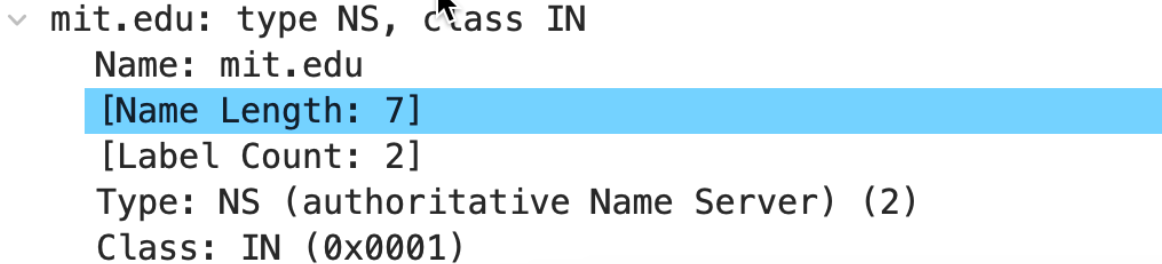 mit.edu: type NS, class IN
Name: mit.edu
[Name Length: 7]
[Label Count: 2]
Type: NS (authoritative Name Server) (2)
Class: IN (0x0001)